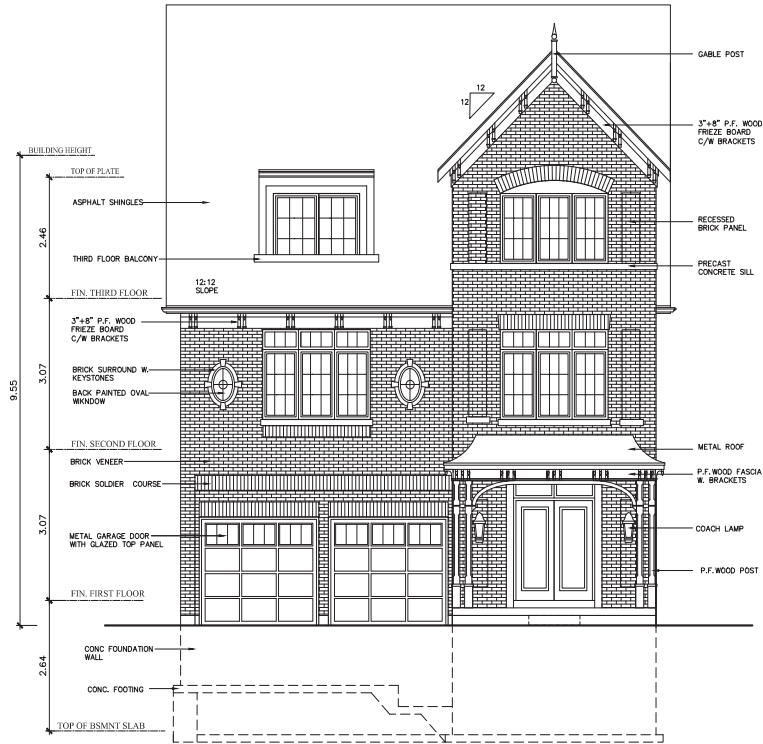 GABLE POST
12
12
3"+8" P.F. WOOD
FRIEZE BOARD
C/W BRACKETS
BUILDING HEIGHT
TOP OF PLATE
ASPHALT SHINGLES
RECESSED
BRICK PANEL
2.46
THIRD FLOOR BALCONY
PRECAST
CONCRETE SILL
12:12
SLOPE
FIN. THIRD FLOOR
3"+8" P.F. WOOD
FRIEZE BOARD
C/W BRACKETS
BRICK SURROUND W.
KEYSTONES
3.07
9.55
BACK PAINTED OVAL
WIKNDOW
FIN. SECOND FLOOR
METAL ROOF
BRICK VENEER
P.F.WOOD FASCIA
W. BRACKETS
BRICK SOLDIER COURSE
3.07
COACH LAMP
METAL GARAGE DOOR
WITH GLAZED TOP PANEL
P.F.WOOD POST
FIN. FIRST FLOOR
CONC FOUNDATION
WALL
2.64
CONC. FOOTING
TOP OF BSMNT SLAB